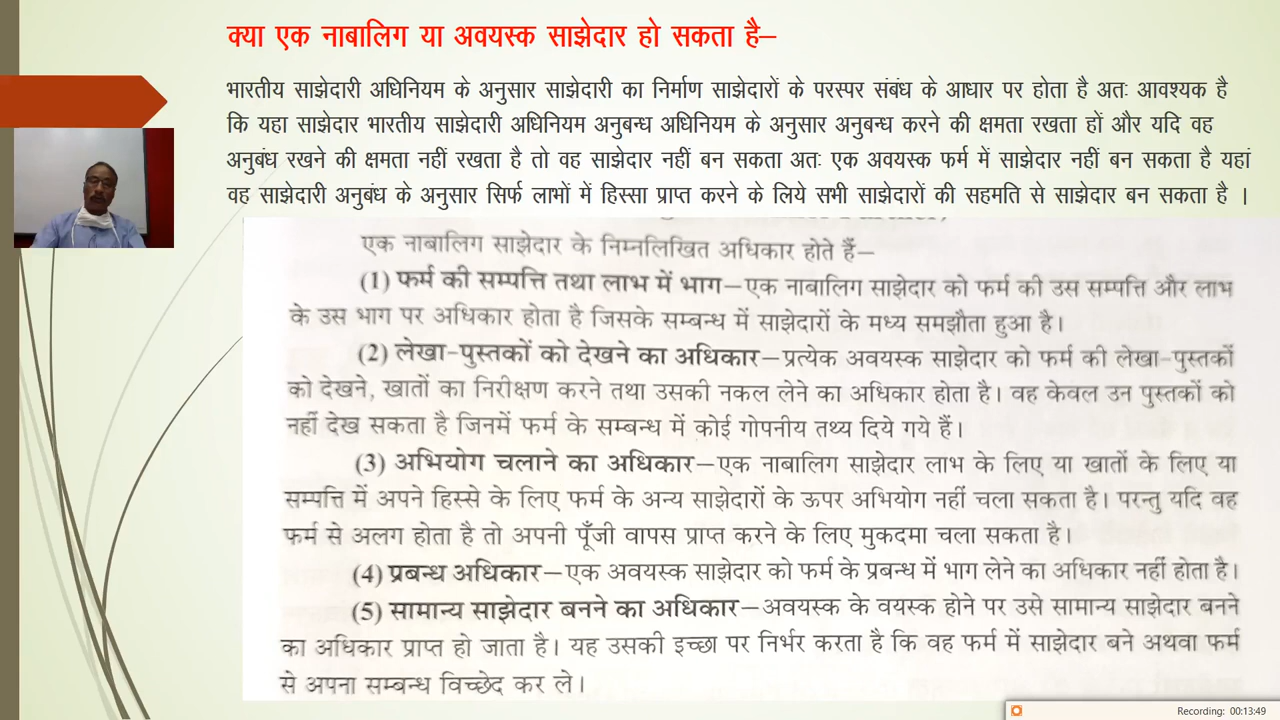 क्या एक नाबालिग या अवयस्क साझेदार हो सकता है–
भारतीय साझेदारी अधिनियम के अनुसार साझेदारी का निर्माण साझेदारों के परस्पर संबंध के आधार पर होता है अतः आवश्यक है
कि यहा साझेदार भारतीय साझेदारी अधिनियम अनुबन्ध अधिनियम के अनुसार अनुबन्ध करने की क्षमता रखता हों और यदि वह
अनुबंध रखने की क्षमता नहीं रखता है तो वह साझेदार नहीं बन सकता अतः एक अवयस्क फर्म में साझेदार नहीं बन सकता है यहां
वह साझेदारी अनुबंध के अनुसार सिर्फ लाभों में हिस्सा प्राप्त करने के लिये सभी साझेदारों की सहमति से साझेदार बन सकता है ।
एक नाबालिग साझेदार के निम्नलिखित अधिकार होते हैं—
(1) फर्म की सम्पत्ति तथा लाभ में भाग—एक नाबालिग साझेदार को फर्म की उस सम्पत्ति और लाभ
के उस भाग पर अधिकार होता है जिसके सम्बन्ध में साझेदारों के मध्य समझौता हुआ है।
(2) लेखा-पुस्तकों को देखने का अधिकार—प्रत्येक अवयस्क साझेदार को फर्म की लेखा-पुस्तकों
को देखने, खातों का निरीक्षण करने तथा उसकी नकल लेने का अधिकार होता है। वह केवल उन पुस्तकों को
नहीं देख सकता है जिनमें फर्म के सम्बन्ध में कोई गोपनीय तथ्य दिये गये हैं।
(3) अभियोग चलाने का अधिकार—एक नाबालिग साझेदार लाभ के लिए या खातों के लिए या
सम्पत्ति में अपने हिस्से के लिए फर्म के अन्य साझेदारों के ऊपर अभियोग नहीं चला सकता है। परन्तु यदि वह
फर्म से अलग होता है तो अपनी पूँजी वापस प्राप्त करने के लिए मुकदमा चला सकता है।
(4) प्रबन्ध अधिकार—एक अवयस्क साझेदार को फर्म के प्रबन्ध में भाग लेने का अधिकार नहीं होता है।
(5) सामान्य साझेदार बनने का अधिकार—अवयस्क के वयस्क होने पर उसे सामान्य साझेदार बनने
का अधिकार प्राप्त हो जाता है। यह उसकी इच्छा पर निर्भर करता है कि वह फर्म में साझेदार बने अथवा फर्म
से अपना सम्बन्ध विच्छेद कर ले।
Recording: 00:13:49